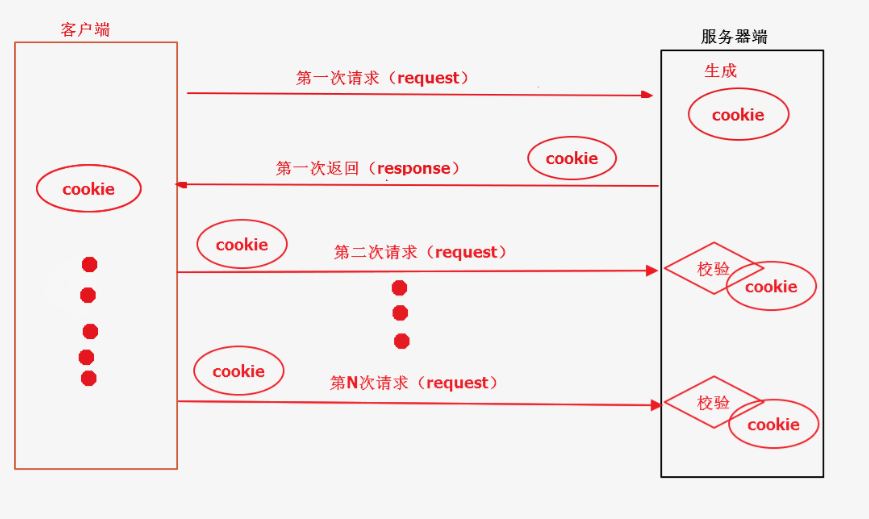 客户端
服务器端
第一次请求（request）
生成
cookie
第一次返回（response）
cookie
cookie
cookie
第二次请求（request）
校验
cookie
cookie
第N次请求（request）
校验
cookie